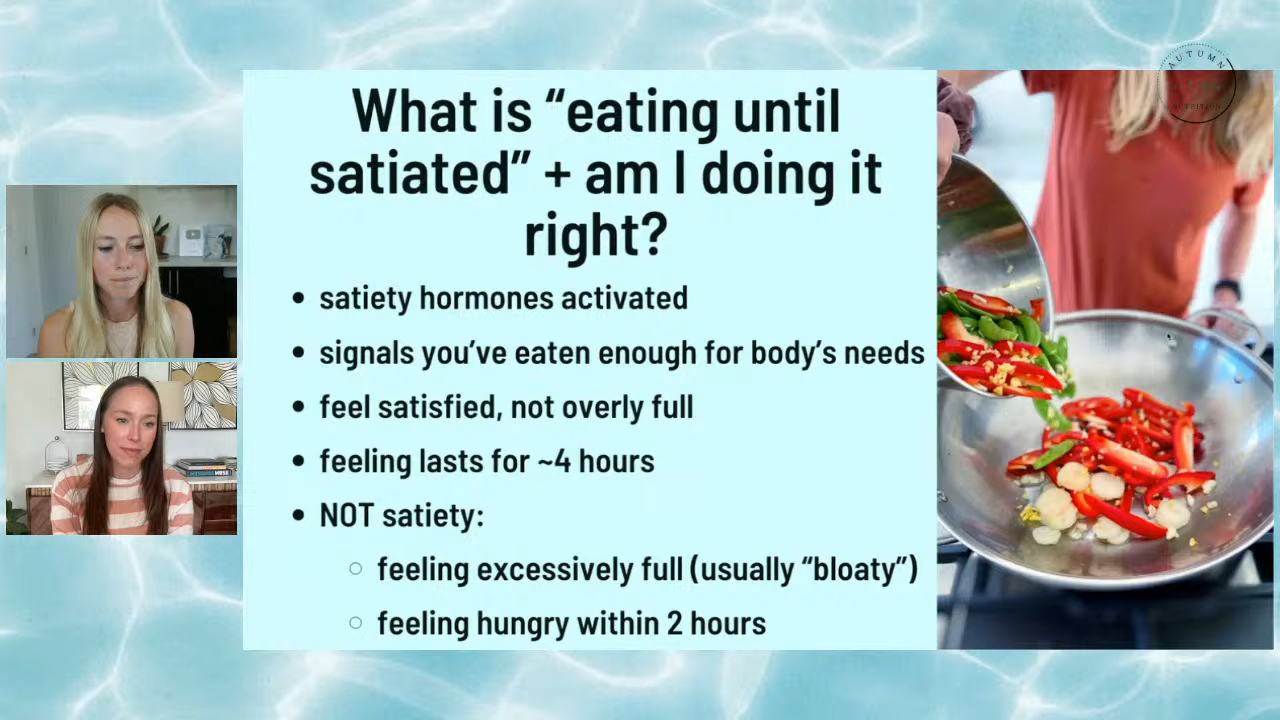 What is “eating until
satiated” + am I doing it
right?
• satiety hormones activated
• signals you’ve eaten enough for body’s needs
• feel satisfied, not overly full
• feeling lasts for ~4 hours
• NOT satiety:
○ feeling excessively full (usually “bloaty”)
○ feeling hungry within 2 hours
AUTUMN
NUTRITION